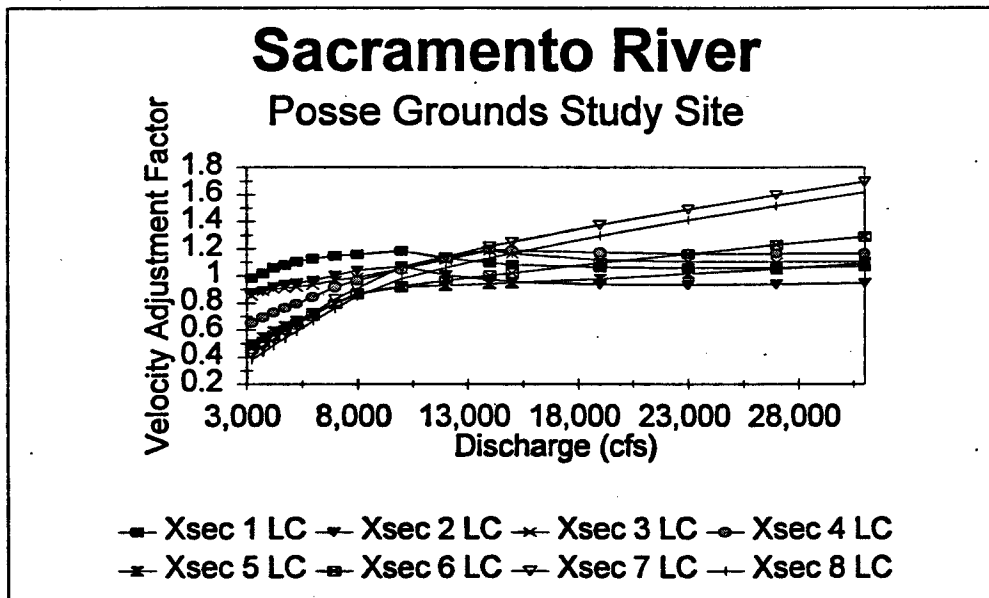 Sacramento River
Posse Grounds Study Site
Velocity Adjustment Factor
1.8
1.6
1.4
1.2
1
0.8
0.6
0.4
0.2
3,000 8,000 13,000 18,000 23,000 28,000
Discharge (cfs)
Xsec 1 LC Xsec 2 LC Xsec 3 LC Xsec 4 LC
Xsec 5 LC Xsec 6 LC Xsec 7 LC Xsec 8 LC